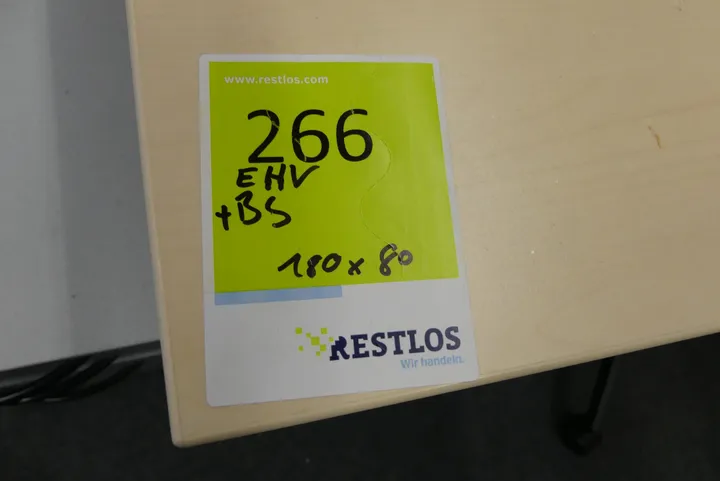 www.restlos.com
266
EHV
+BS
180 x 80
RESTLOS
Wir handeln.